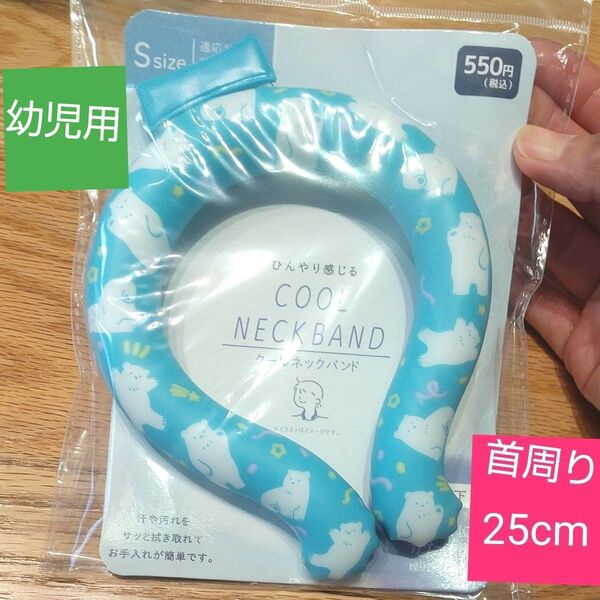 S size
適応
550円
(税込)
幼児用
ひんやり感じる
COOL
NECKBAND
クールネックバンド
※イラストはイメージです。
首周り
25cm
下
汗や汚れを
サッと拭き取れて
お手入れが簡単です。